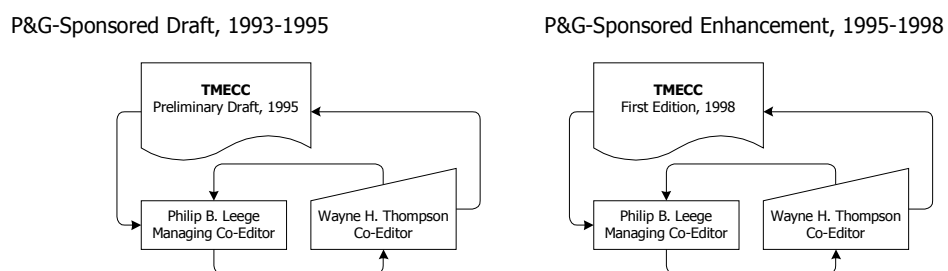 P&G-Sponsored Draft, 1993-1995
TMECC
Preliminary Draft, 1995
Philip B. Leege
Managing Co-Editor
Wayne H. Thompson
Co-Editor
P&G-Sponsored Enhancement, 1995-1998
TMECC
First Edition, 1998
Philip B. Leege
Managing Co-Editor
Wayne H. Thompson
Co-Editor